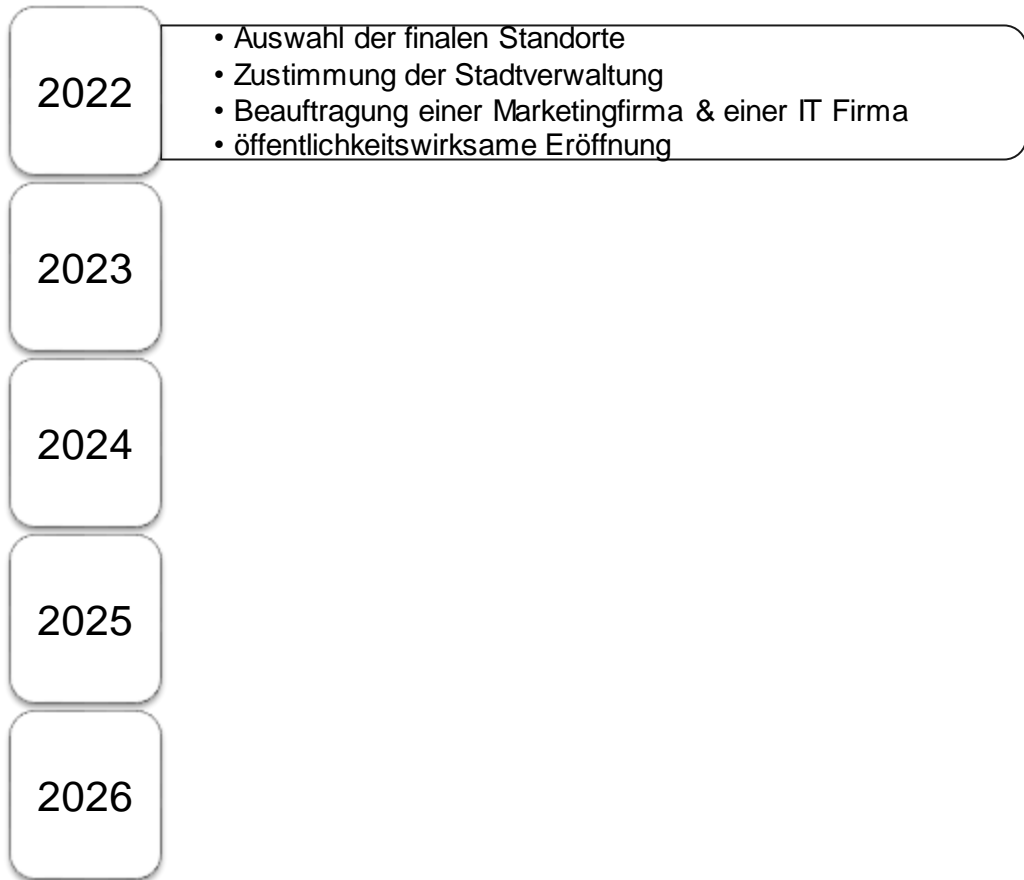 2022
• Auswahl der finalen Standorte
• Zustimmung der Stadtverwaltung
• Beauftragung einer Marketingfirma & einer IT Firma
• öffentlichkeitswirksame Eröffnung
2023
2024
2025
2026